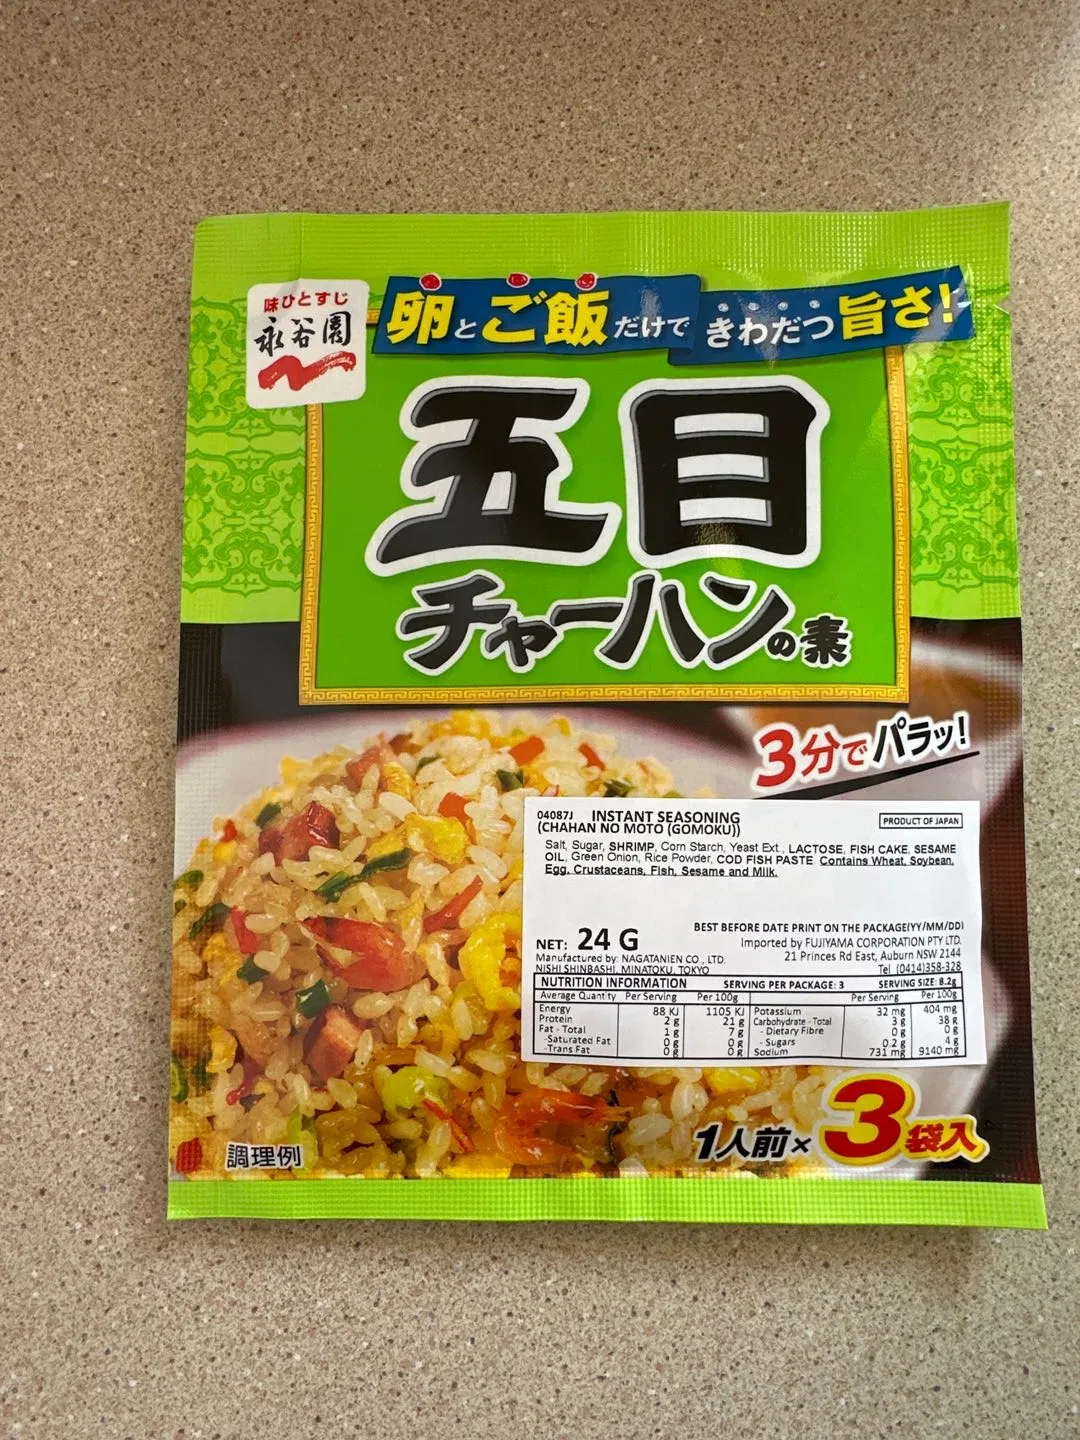 味ひとすじ
永谷園
卵とご飯だけできわだつ旨さ!
五目
チャーハンの素
3分でパラッ!
04087J INSTANT SEASONING
(CHAHAN NO MOTO (GOMOKU))
PRODUCT OF JAPAN
Salt, Sugar, SHRIMP, Corn Starch, Yeast Ext., LACTOSE, FISH CAKE, SESAME
OIL, Green Onion, Rice Powder, COD FISH PASTE. Contains Wheat, Soybean,
Egg, Crustaceans, Fish, Sesame and Milk.
BEST BEFORE DATE PRINT ON THE PACKAGE(YY/MM/DD)
NET: 24 G
Imported by FUJIYAMA CORPORATION PTY LTD.
Manufactured by: NAGATANIEN CO., LTD.
21 Princes Rd East, Auburn NSW 2144
NISHI SHINBASHI, MINATOKU, TOKYO
Tel (0414)358-328
NUTRITION INFORMATION SERVING PER PACKAGE: 3 SERVING SIZE: 8.2g
Average Quantity Per Serving Per 100g Per Serving Per 100g
Energy 88 KJ 1105 KJ Potassium 32 mg 404 mg
Protein 2 g 21 g Carbohydrate - Total 3 g 38 g
Fat - Total 1 g 7 g - Dietary Fibre 0 g 0 g
-Saturated Fat 0 g 0 g - Sugars 0.2 g 4 g
-Trans Fat 0 g 0 g Sodium 731 mg 9140 mg
調理例
1人前×3袋入